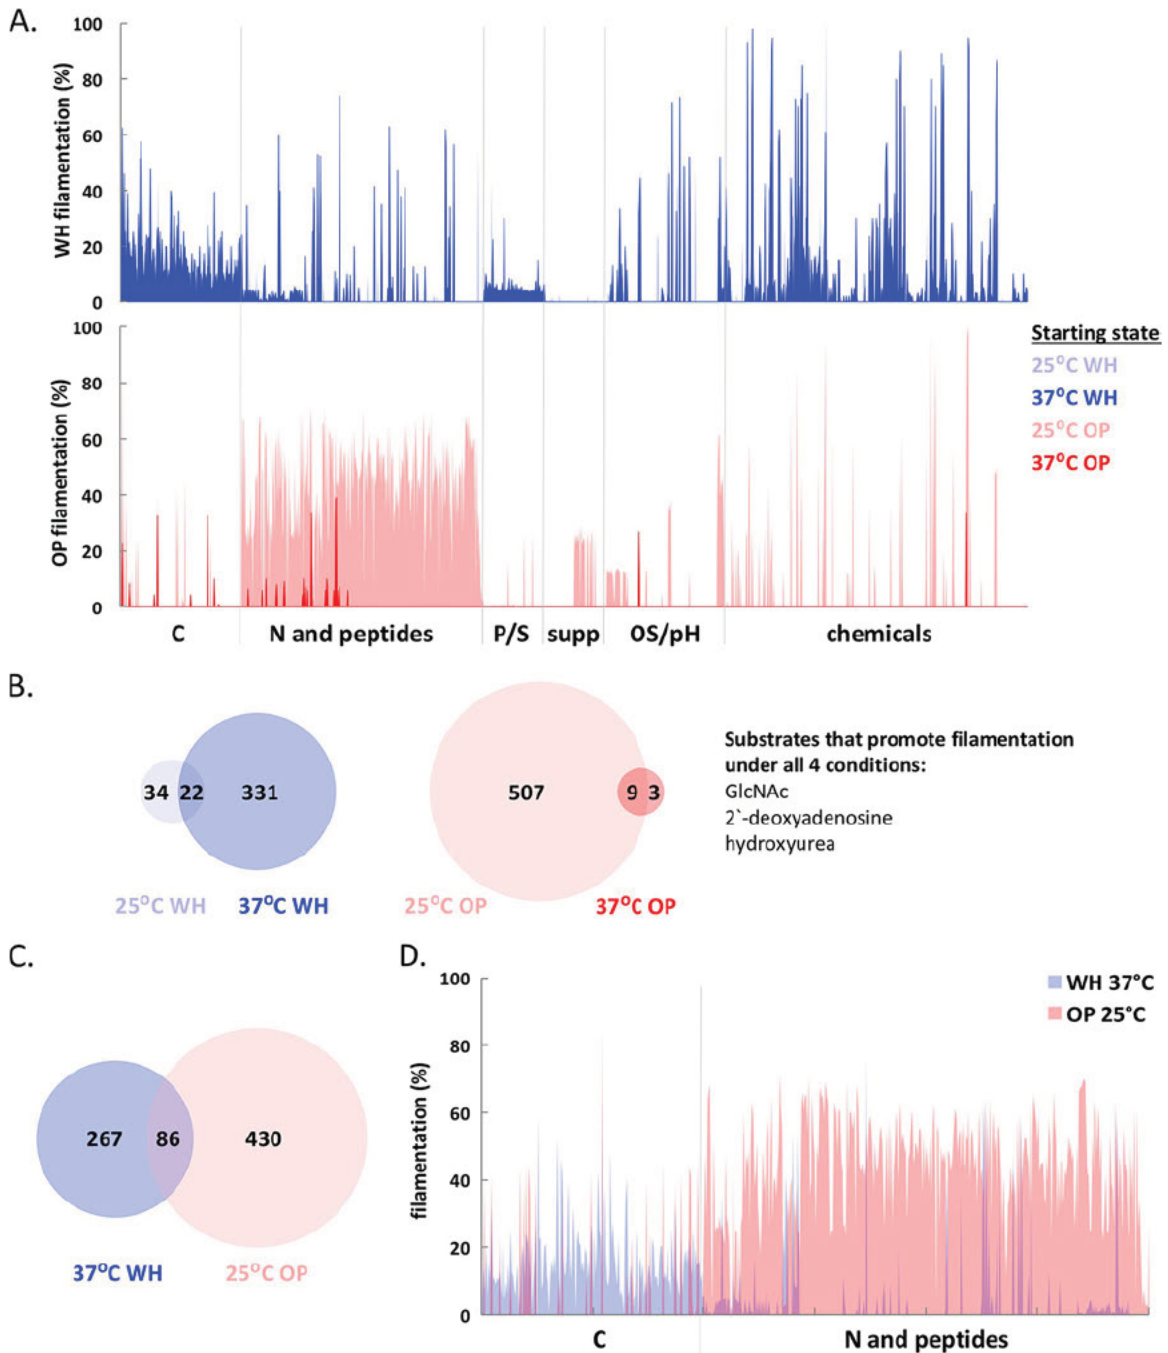 A.
100
80
60
40
20
0
WH filamentation (%)
100
80
60
40
20
0
OP filamentation (%)
Starting state
25°C WH
37°C WH
25°C OP
37°C OP
C N and peptides P/S supp OS/pH chemicals
B.
34 22 331
507 9 3
25°C WH 37°C WH
25°C OP 37°C OP
Substrates that promote filamentation
under all 4 conditions:
GlcNAc
2`-deoxyadenosine
hydroxyurea
C.
267 86 430
37°C WH 25°C OP
D.
100
80
60
40
20
0
filamentation (%)
WH 37°C
OP 25°C
C N and peptides